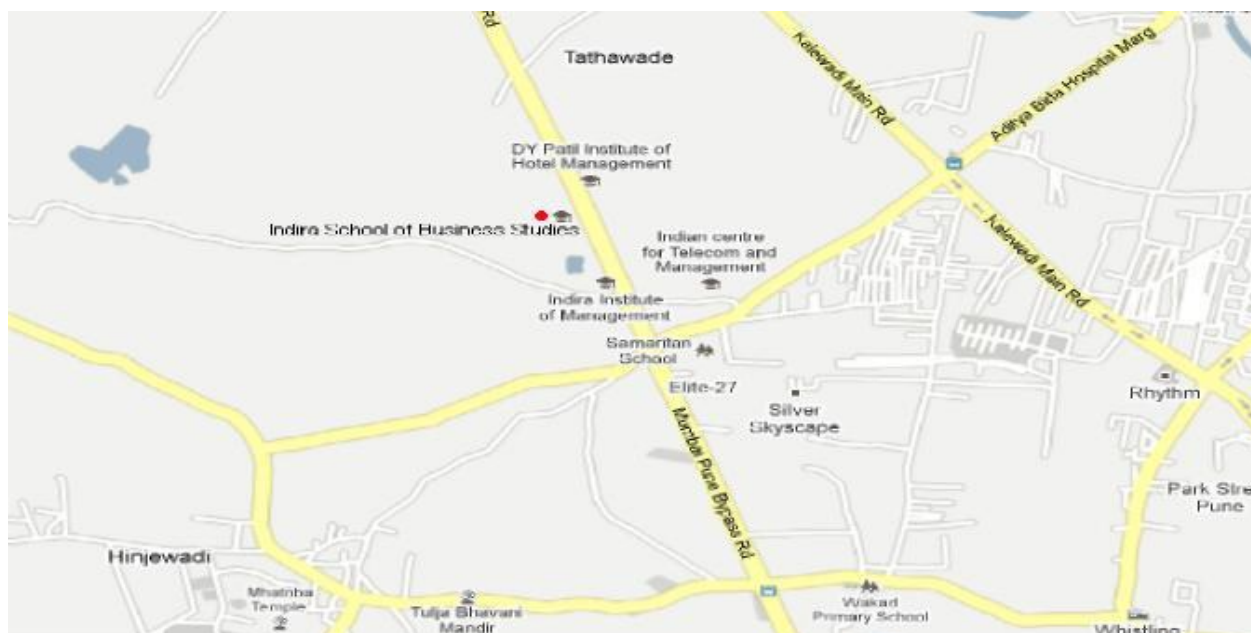 Rd
Tathawade
Kalewadi Main Rd
Aditya Birla Hospital Marg
DY Patil Institute of
Hotel Management
Indira School of Business Studies
Indian centre
for Telecom and
Management
Kalewadi Main Rd
Indira Institute
of Management
Samaritan
School
Elite-27
Rhythm
Silver
Skyscape
Mumbai Pune Bypass Rd
Park Stre
Pune
Hinjewadi
Mhatoba
Temple
Tulja Bhavani
Mandir
Wakad
Primary School
Whistling